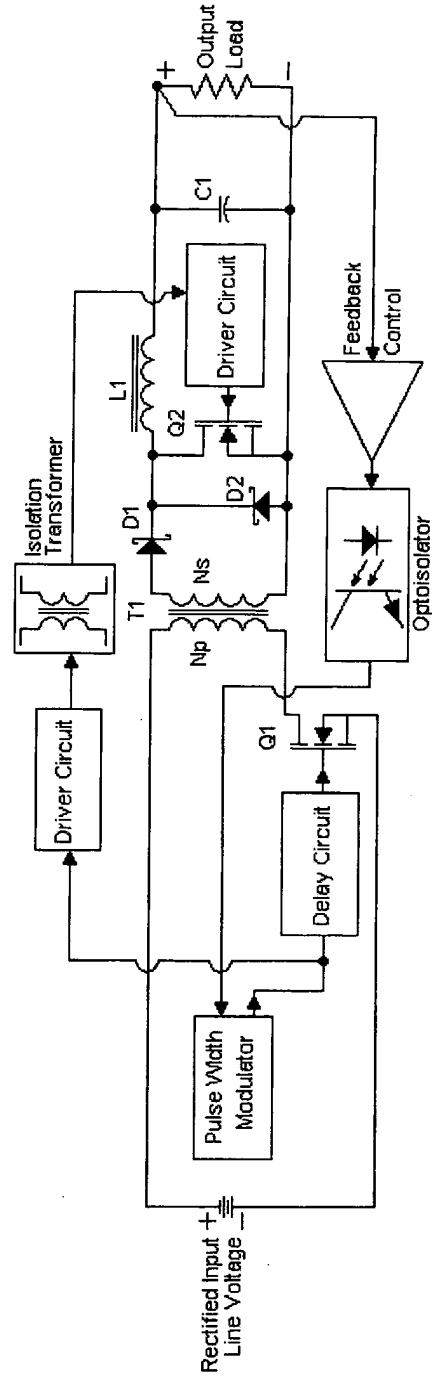 Rectified Input
Line Voltage
+
−
Pulse Width
Modulator
Driver Circuit
Isolation
Transformer
Delay Circuit
Q1
T1
Np
Ns
D1
D2
L1
Q2
Driver Circuit
C1
+
−
Output
Load
Feedback
Control
Optoisolator